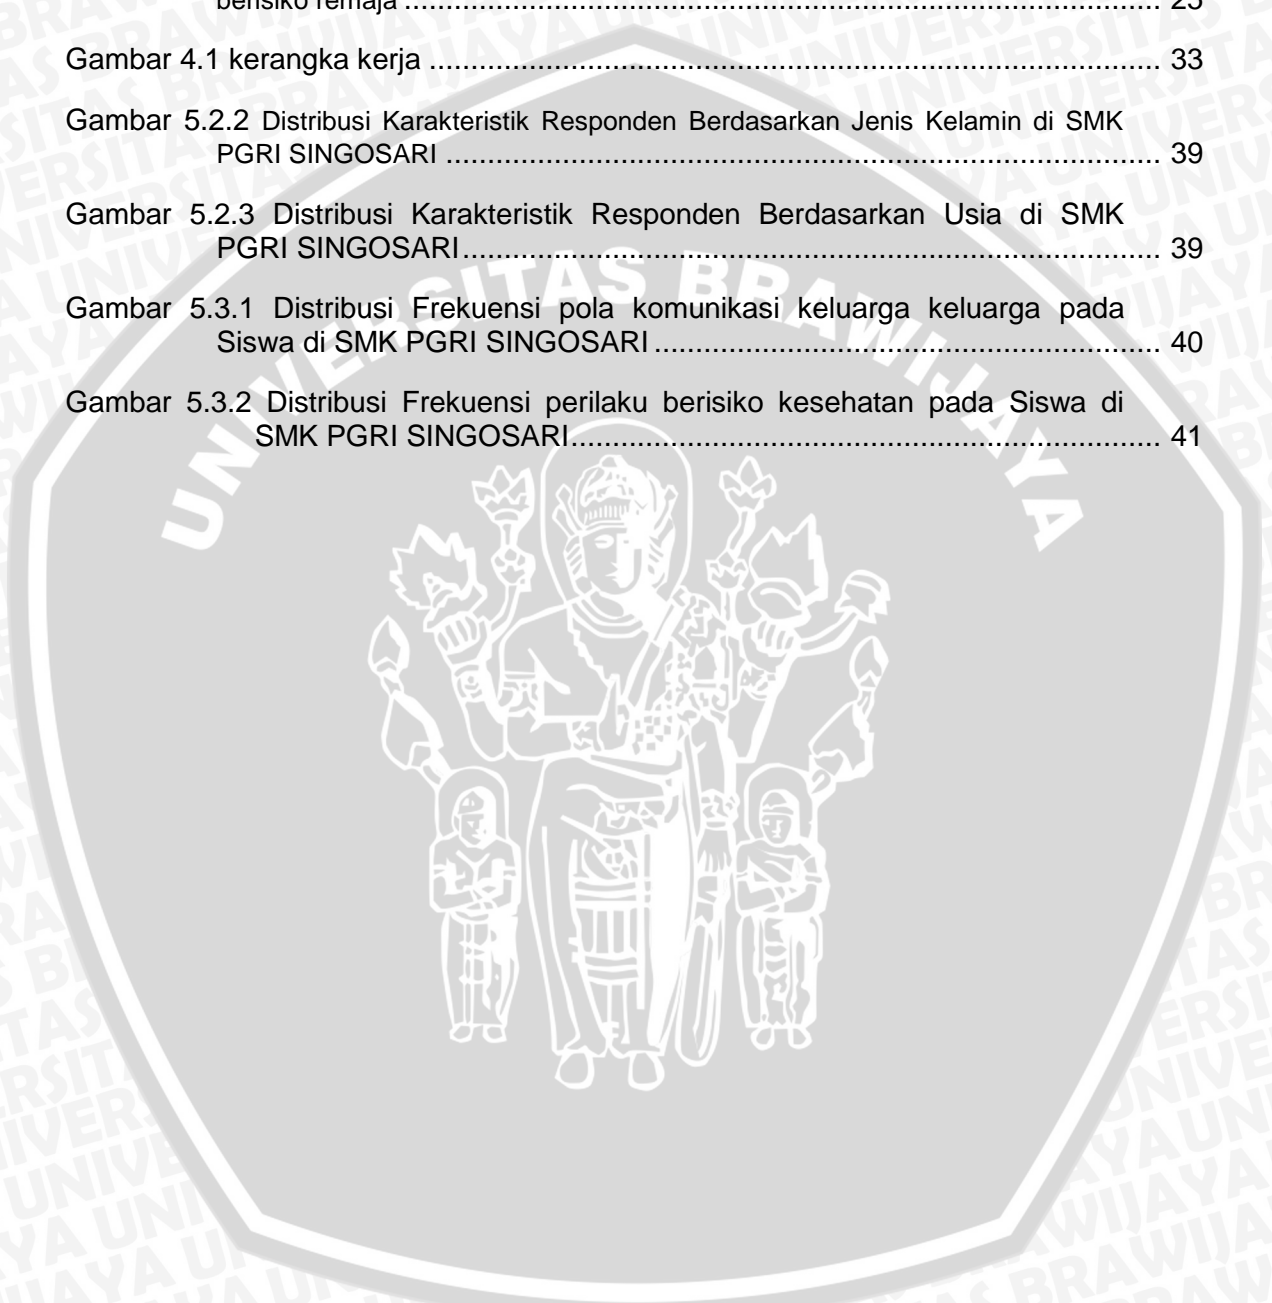 berisiko remaja ........................................................................................................ 25
Gambar 4.1 kerangka kerja .................................................................................................... 33
Gambar 5.2.2 Distribusi Karakteristik Responden Berdasarkan Jenis Kelamin di SMK
PGRI SINGOSARI .................................................................................................. 39
Gambar 5.2.3 Distribusi Karakteristik Responden Berdasarkan Usia di SMK
PGRI SINGOSARI ................................................................................................ 39
Gambar 5.3.1 Distribusi Frekuensi pola komunikasi keluarga keluarga pada
Siswa di SMK PGRI SINGOSARI ..................................................................... 40
Gambar 5.3.2 Distribusi Frekuensi perilaku berisiko kesehatan pada Siswa di
SMK PGRI SINGOSARI................................................................................. 41
UNIVERSITAS BRAWIJAYA